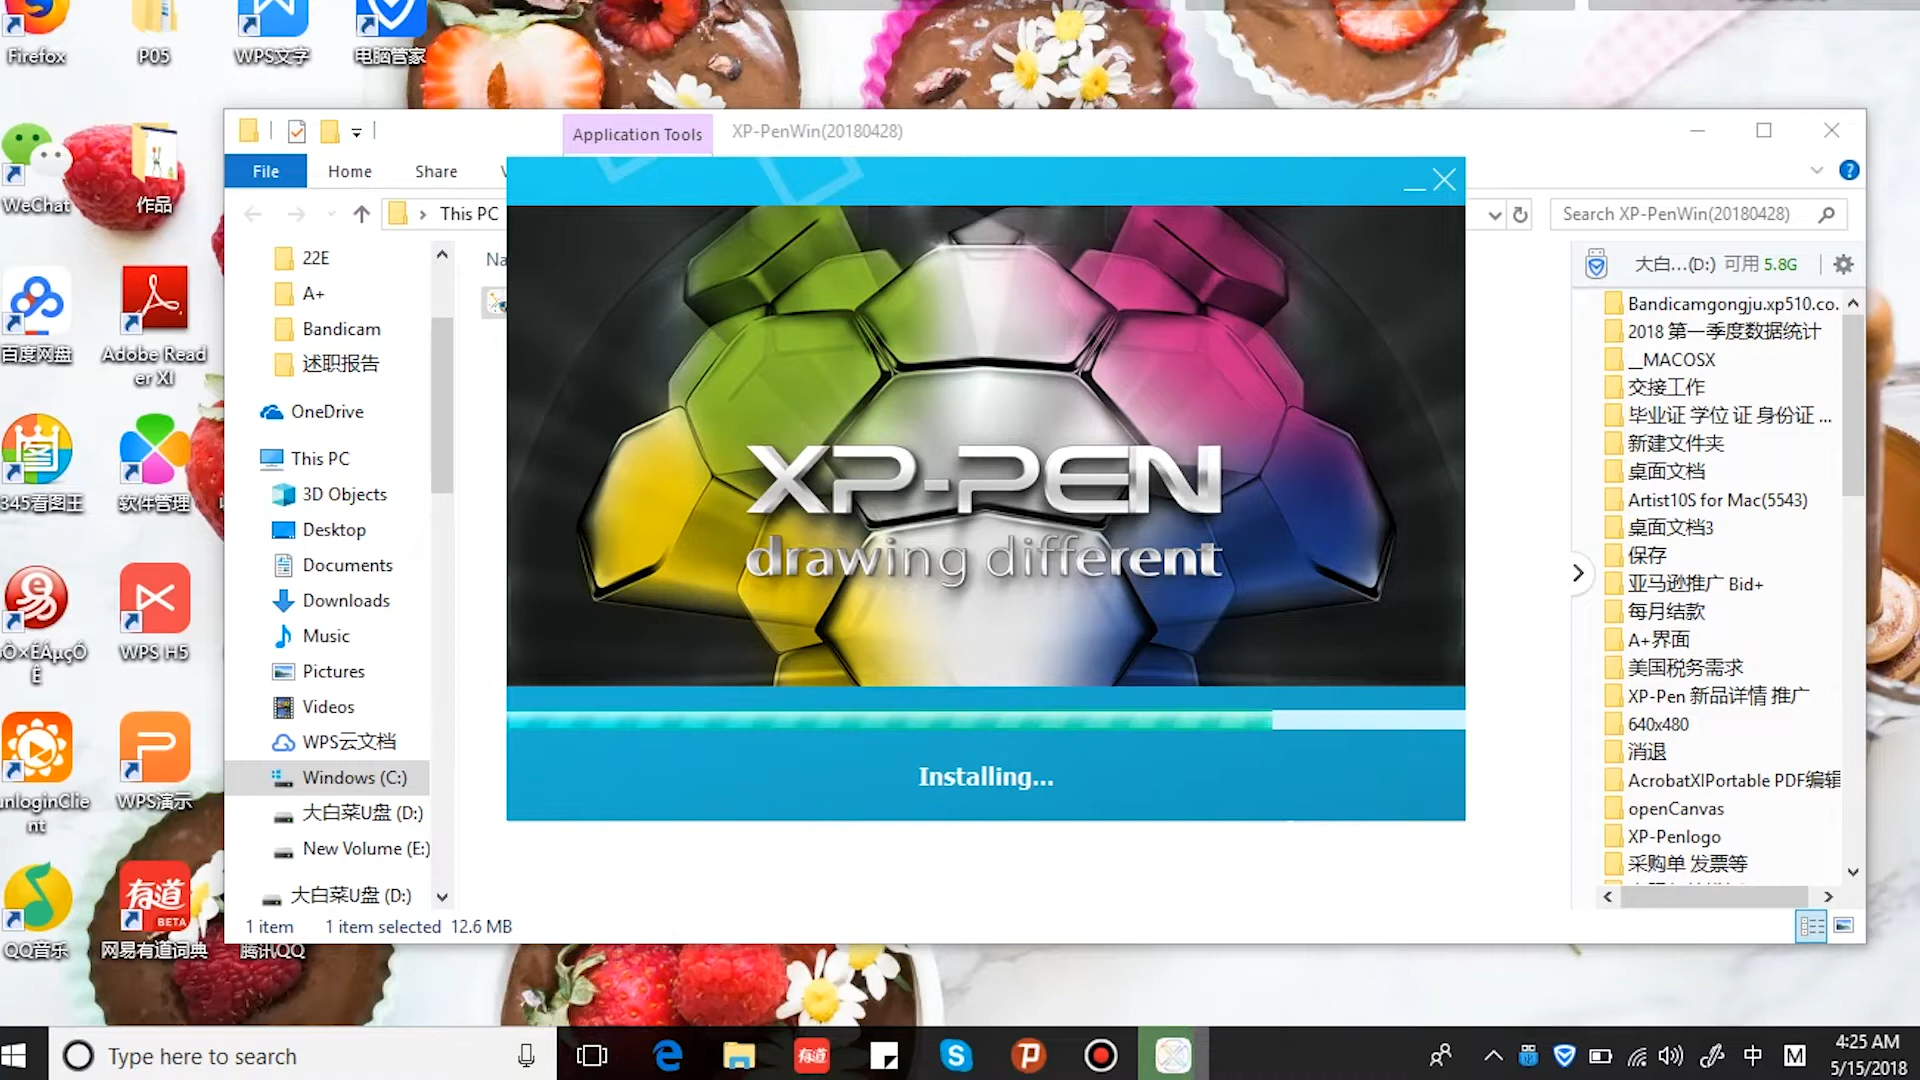 Firefox
P05
WPS文字
电脑管家
WeChat
作品
百度网盘
Adobe Read
er XI
345看图王
软件管理
WPS H5
unloginClie
nt
WPS演示
有道
BETA
QQ音乐
网易有道词典
腾讯QQ
Application Tools
XP-PenWin(20180428)
File
Home
Share
This PC
Search XP-PenWin(20180428)
Na
22E
A+
Bandicam
述职报告
OneDrive
This PC
3D Objects
Desktop
Documents
Downloads
Music
Pictures
Videos
WPS云文档
Windows (C:)
大白菜U盘 (D:)
New Volume (E:)
大白菜U盘 (D:)
1 item
1 item selected 12.6 MB
XP-PEN
drawing different
Installing...
大白...(D:) 可用 5.8G
Bandicamgongju.xp510.co.
2018 第一季度数据统计
__MACOSX
交接工作
毕业证 学位 证 身份证 ...
新建文件夹
桌面文档
Artist10S for Mac(5543)
桌面文档3
保存
亚马逊推广 Bid+
每月结款
A+界面
美国税务需求
XP-Pen 新品详情 推广
640x480
消退
AcrobatXIPortable PDF编辑
openCanvas
XP-Penlogo
采购单 发票等
Type here to search
有道
中
M
4:25 AM
5/15/2018